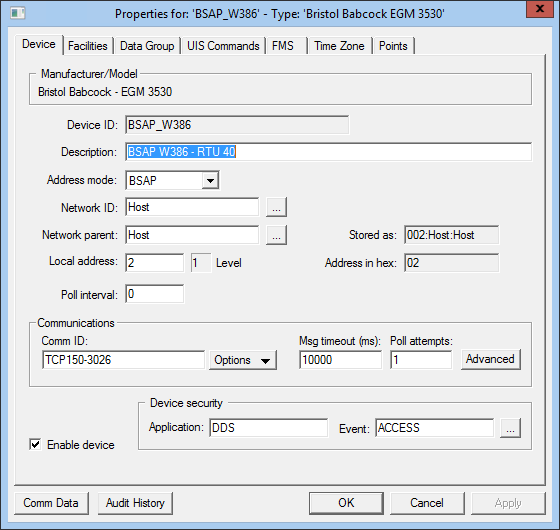 Properties for: 'BSAP_W386' - Type: 'Bristol Babcock EGM 3530'
x
Device Facilities Data Group UIS Commands FMS Time Zone Points
Manufacturer/Model
Bristol Babcock - EGM 3530
Device ID: BSAP_W386
Description: BSAP W386 - RTU 40
Address mode: BSAP
Network ID: Host ...
Network parent: Host ... Stored as: 002:Host:Host
Local address: 2 1 Level Address in hex: 02
Poll interval: 0
Communications
Comm ID: Msg timeout (ms): Poll attempts:
TCP150-3026 Options 10000 1 Advanced
Device security
Application: DDS Event: ACCESS ...
Enable device
Comm Data Audit History OK Cancel Apply